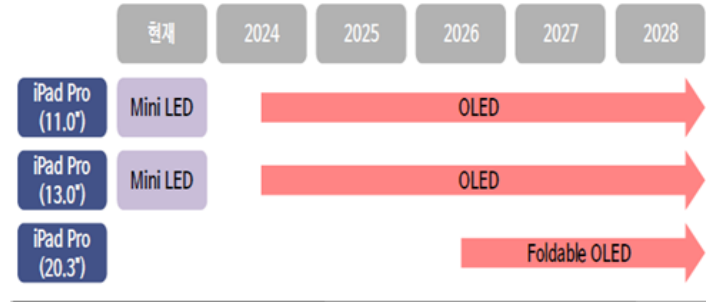 현재 2024 2025 2026 2027 2028
iPad Pro
(11.0")
Mini LED
OLED
iPad Pro
(13.0")
Mini LED
OLED
iPad Pro
(20.3")
Foldable OLED